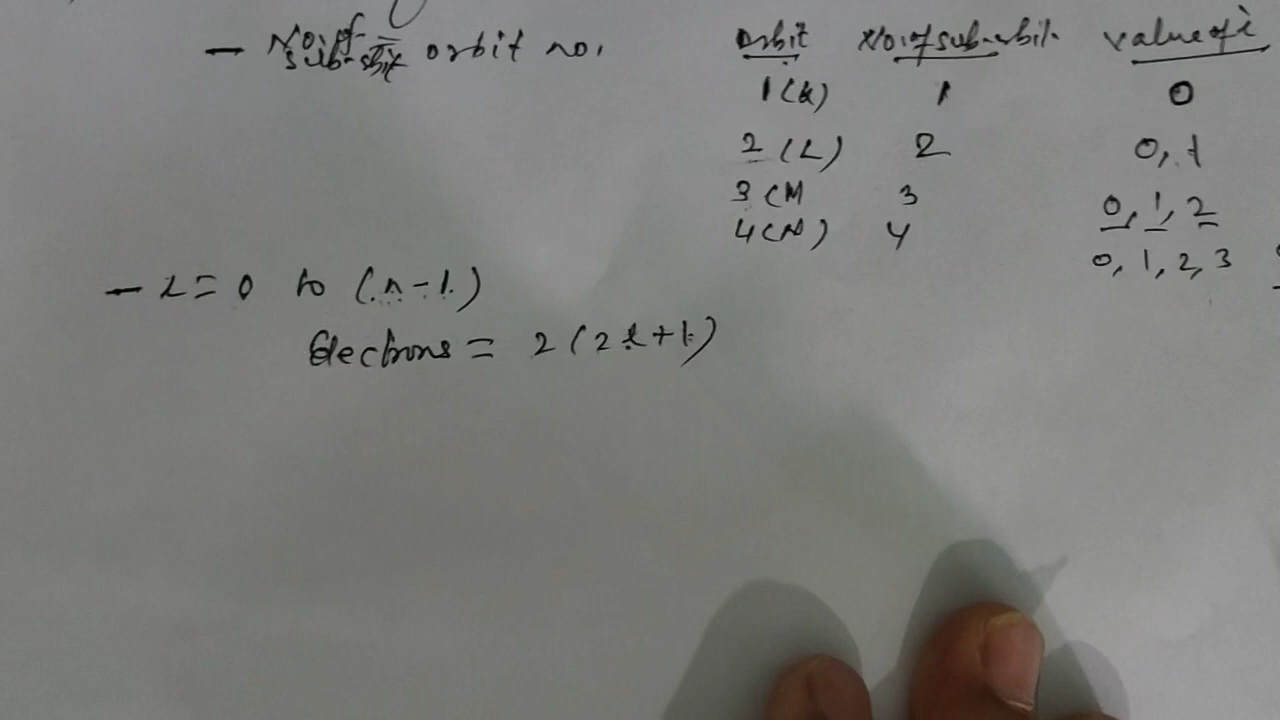 - No. of sub-orbit = orbit no.
orbit No. of sub-orbit. value of l
1 (K) 1 0
2 (L) 2 0, 1
3 (M 3 0, 1, 2
4 (N) 4 0, 1, 2, 3
- l = 0 to (n-1)
Electrons = 2 (2l+1)